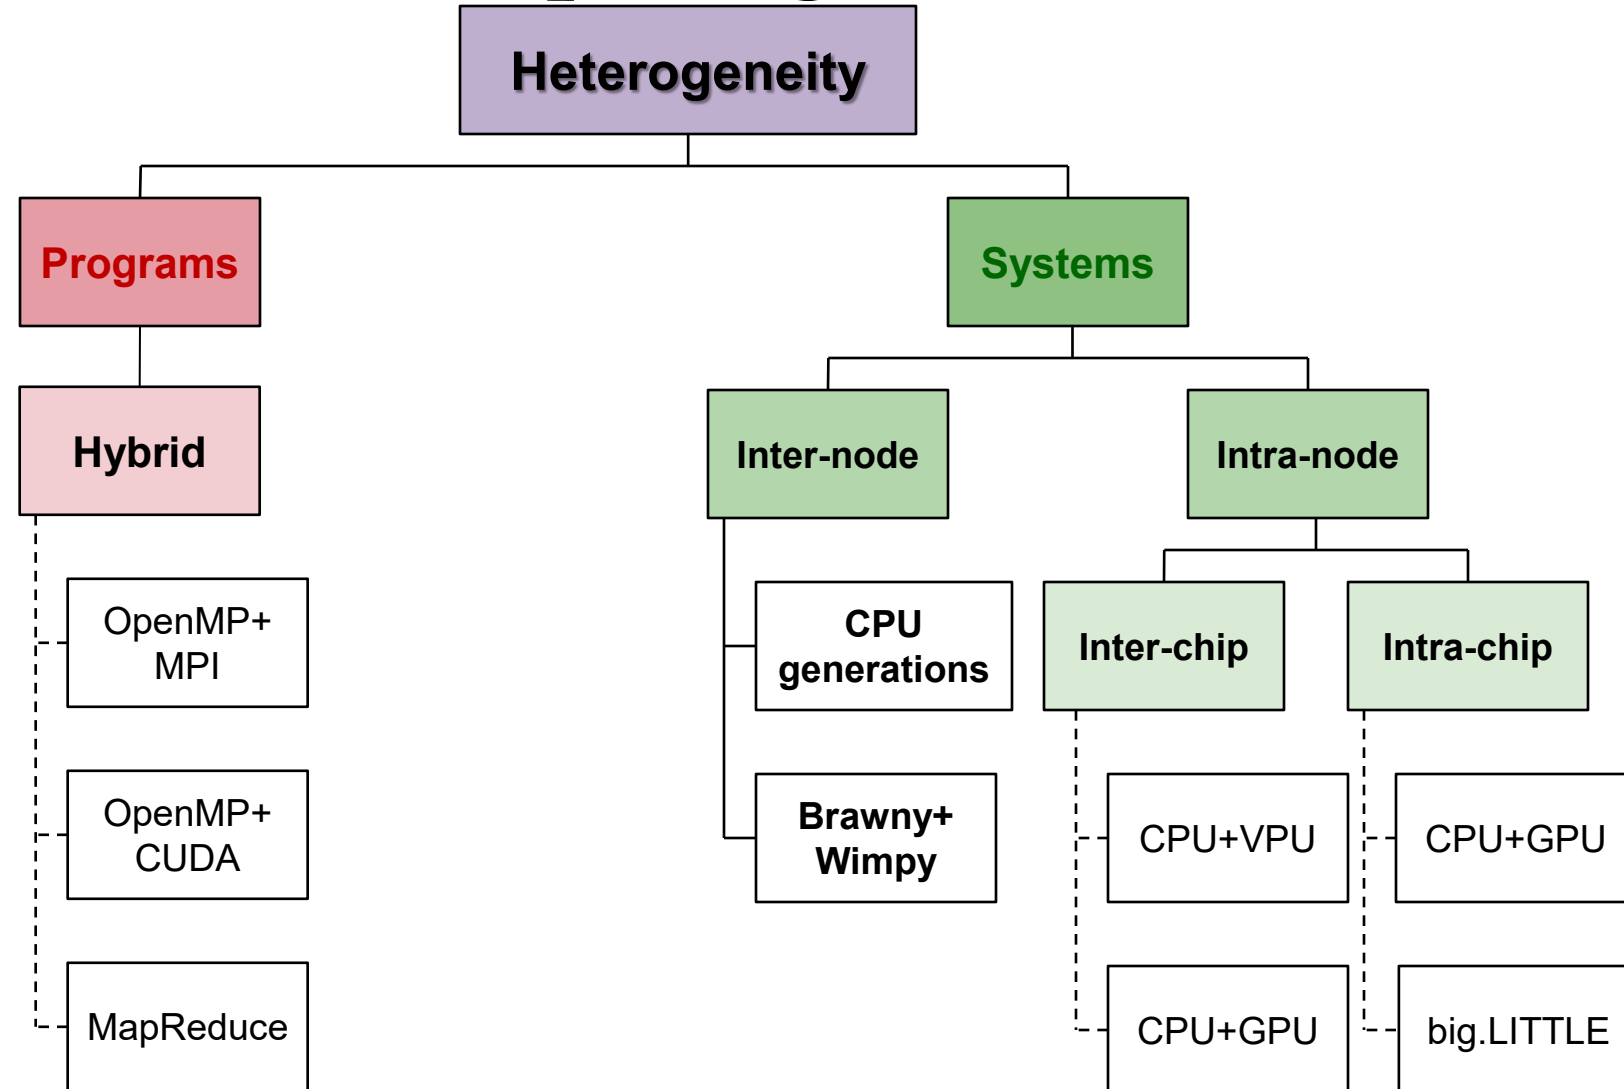 Heterogeneity
Programs
Systems
Hybrid
Inter-node
Intra-node
OpenMP+
MPI
CPU
generations
Inter-chip
Intra-chip
OpenMP+
CUDA
Brawny+
Wimpy
CPU+VPU
CPU+GPU
MapReduce
CPU+GPU
big.LITTLE